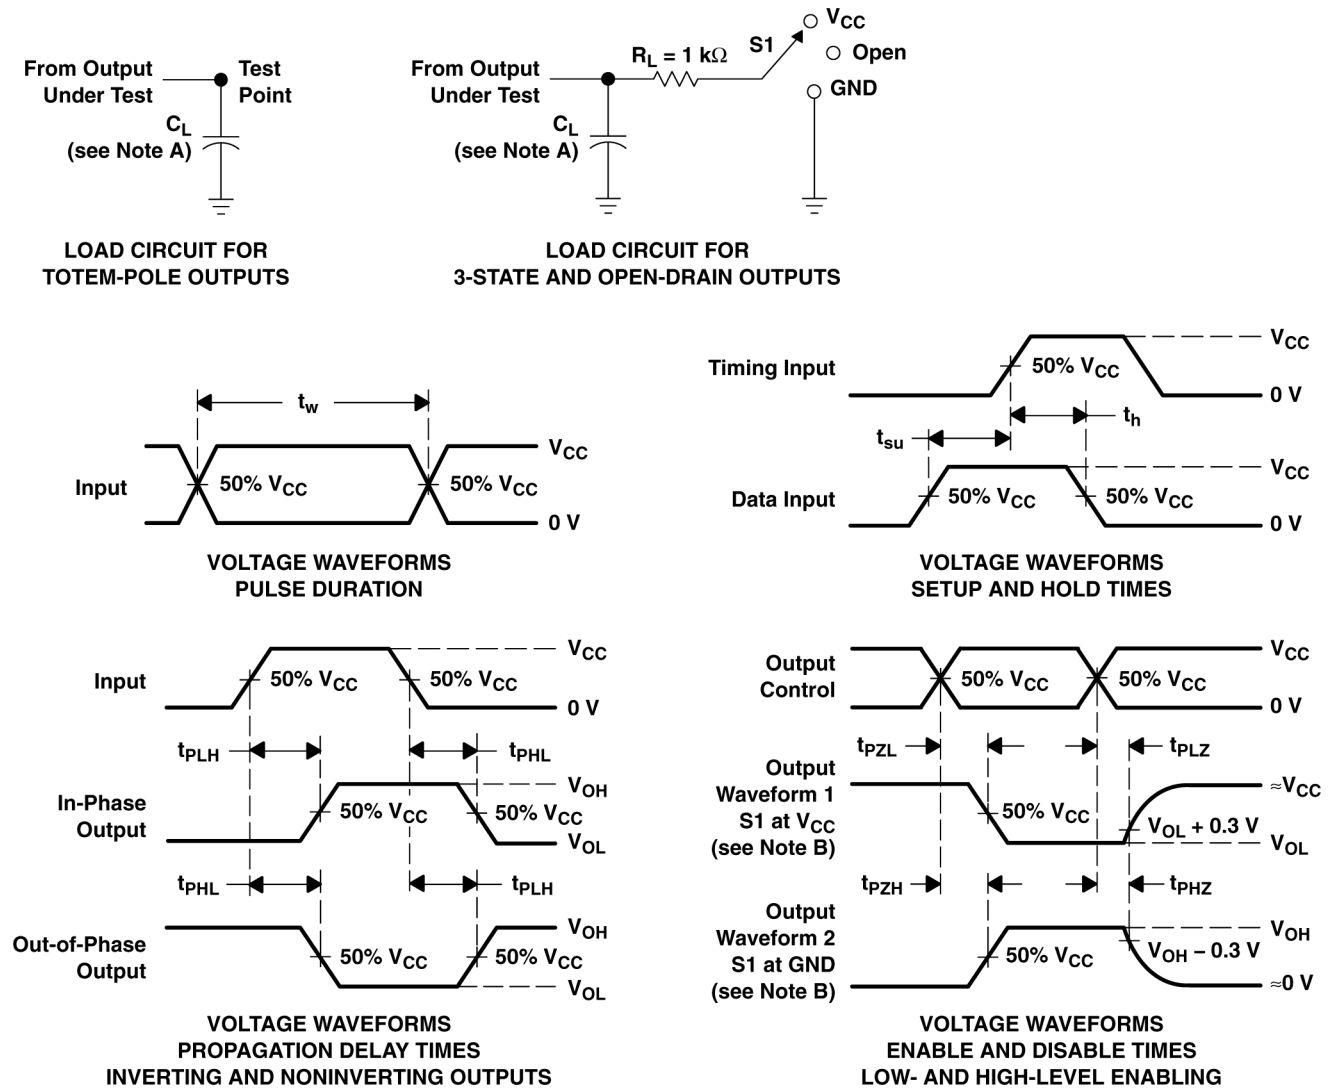 From Output
Under Test
Test
Point
CL
(see Note A)
LOAD CIRCUIT FOR
TOTEM-POLE OUTPUTS
From Output
Under Test
RL = 1 kΩ
S1
VCC
Open
GND
CL
(see Note A)
LOAD CIRCUIT FOR
3-STATE AND OPEN-DRAIN OUTPUTS
tw
Input
50% VCC
50% VCC
VCC
0 V
VOLTAGE WAVEFORMS
PULSE DURATION
Timing Input
50% VCC
VCC
0 V
tsu
th
Data Input
50% VCC
50% VCC
VCC
0 V
VOLTAGE WAVEFORMS
SETUP AND HOLD TIMES
Input
50% VCC
50% VCC
VCC
0 V
tPLH
tPHL
In-Phase
Output
50% VCC
50% VCC
VOH
VOL
tPHL
tPLH
Out-of-Phase
Output
50% VCC
50% VCC
VOH
VOL
VOLTAGE WAVEFORMS
PROPAGATION DELAY TIMES
INVERTING AND NONINVERTING OUTPUTS
Output
Control
50% VCC
50% VCC
VCC
0 V
tPZL
tPLZ
Output
Waveform 1
S1 at VCC
(see Note B)
50% VCC
VOL + 0.3 V
≈VCC
VOL
tPZH
tPHZ
Output
Waveform 2
S1 at GND
(see Note B)
50% VCC
VOH − 0.3 V
VOH
≈0 V
VOLTAGE WAVEFORMS
ENABLE AND DISABLE TIMES
LOW- AND HIGH-LEVEL ENABLING